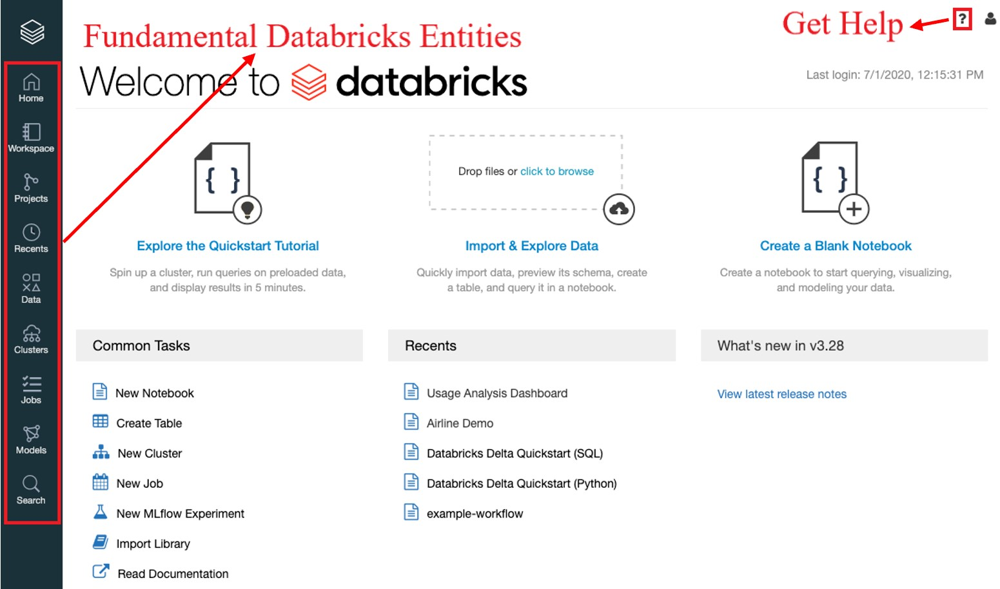 Fundamental Databricks Entities
Get Help
?
Welcome to databricks
Last login: 7/1/2020, 12:15:31 PM
Home
Workspace
Projects
Recents
Data
Clusters
Jobs
Models
Search
{ }
Explore the Quickstart Tutorial
Spin up a cluster, run queries on preloaded data,
and display results in 5 minutes.
Drop files or click to browse
Import & Explore Data
Quickly import data, preview its schema, create
a table, and query it in a notebook.
{ }
Create a Blank Notebook
Create a notebook to start querying, visualizing,
and modeling your data.
Common Tasks
New Notebook
Create Table
New Cluster
New Job
New MLflow Experiment
Import Library
Read Documentation
Recents
Usage Analysis Dashboard
Airline Demo
Databricks Delta Quickstart (SQL)
Databricks Delta Quickstart (Python)
example-workflow
What's new in v3.28
View latest release notes